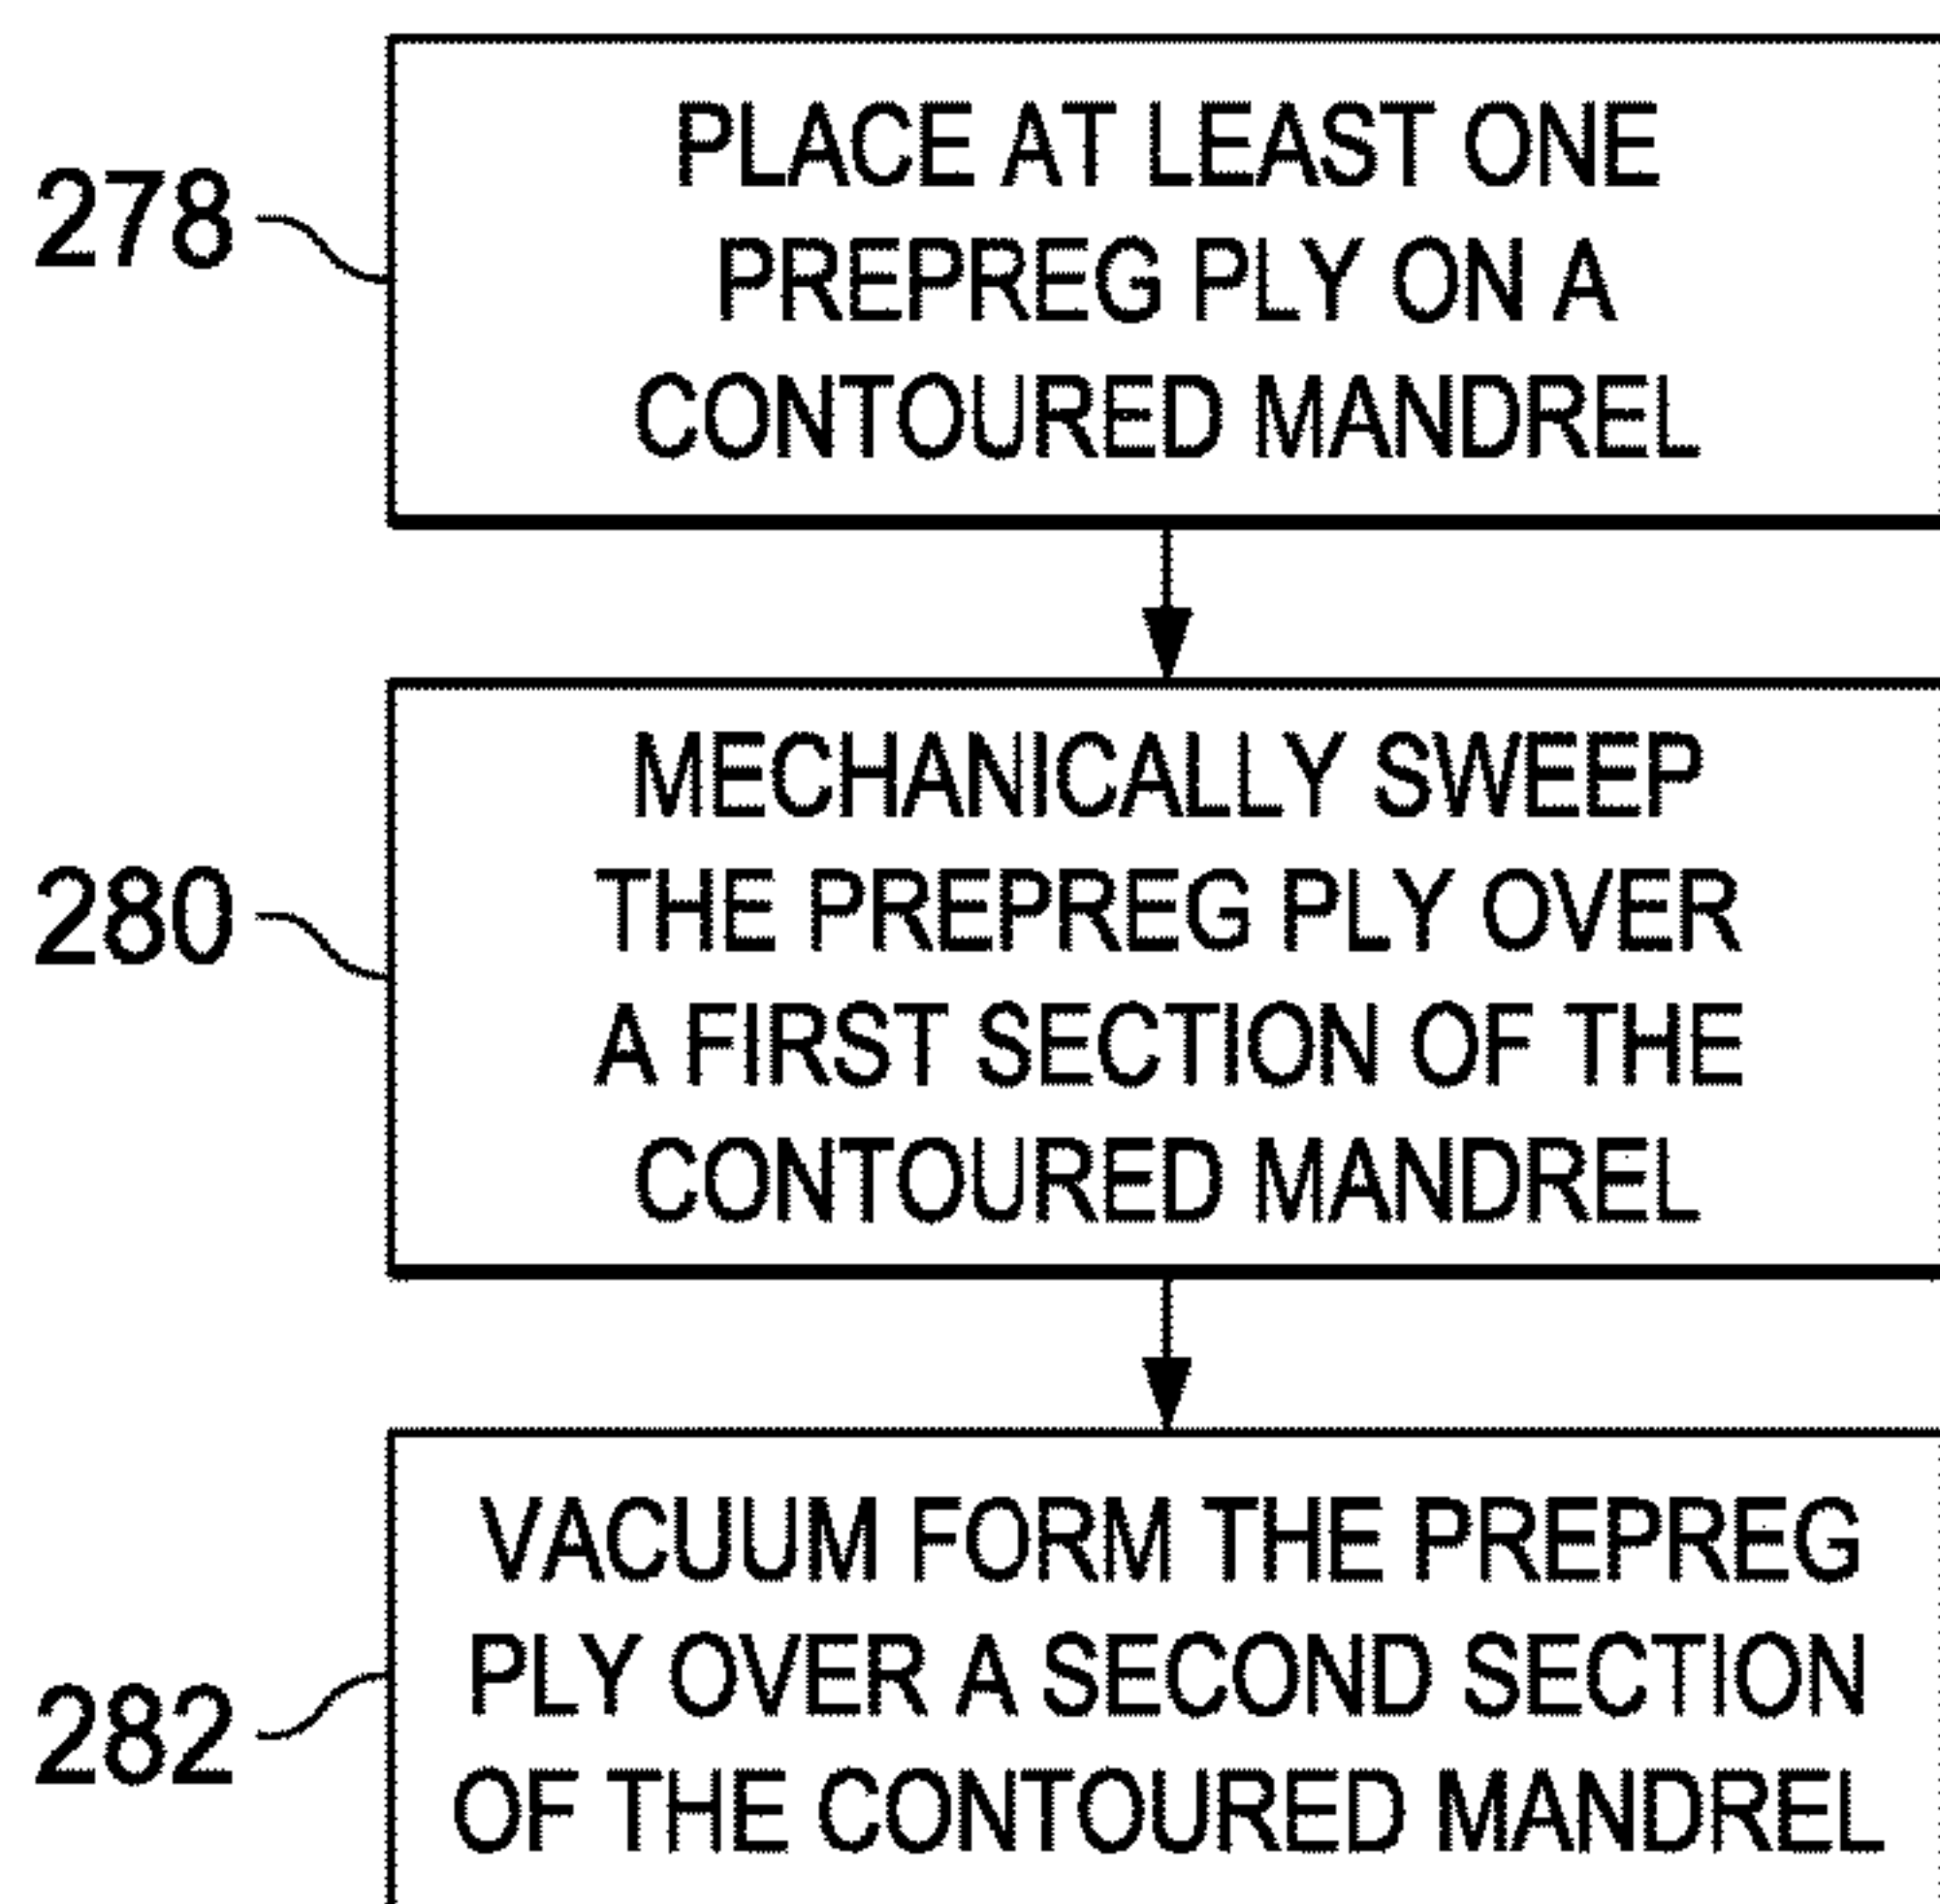 278
PLACE AT LEAST ONE
PREPREG PLY ON A
CONTOURED MANDREL
280
MECHANICALLY SWEEP
THE PREPREG PLY OVER
A FIRST SECTION OF THE
CONTOURED MANDREL
282
VACUUM FORM THE PREPREG
PLY OVER A SECOND SECTION
OF THE CONTOURED MANDREL